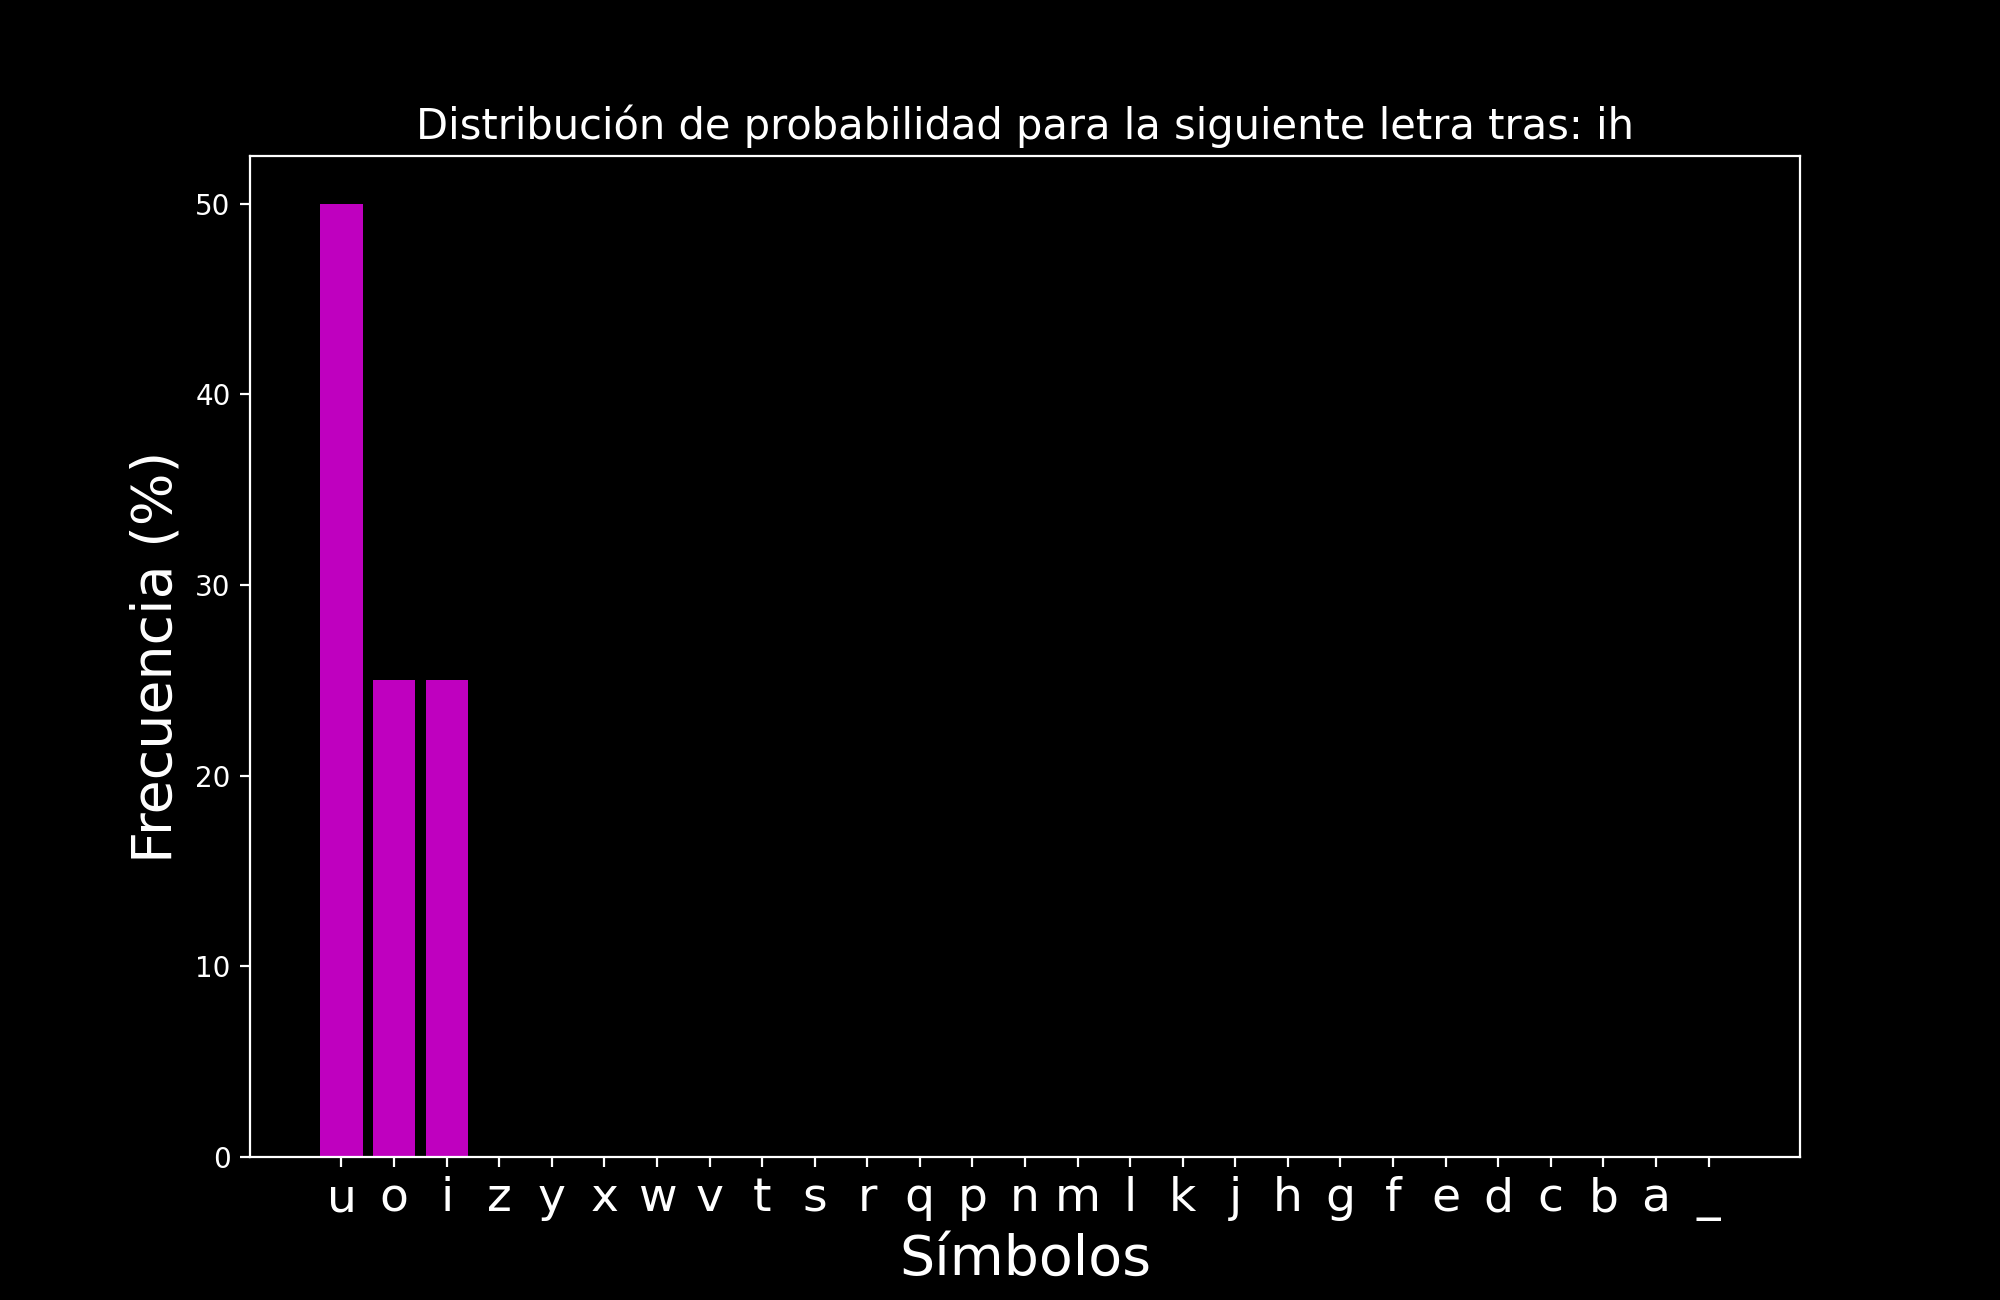 Distribución de probabilidad para la siguiente letra tras: ih
Frecuencia (%)
50
40
30
20
10
0
u o i z y x w v t s r q p n m l k j h g f e d c b a _
Símbolos